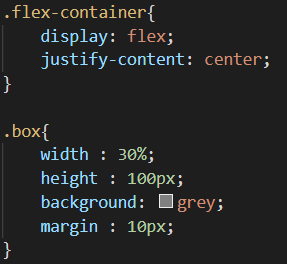 .flex-container{
display: flex;
justify-content: center;
}
.box{
width : 30%;
height : 100px;
background: grey;
margin : 10px;
}